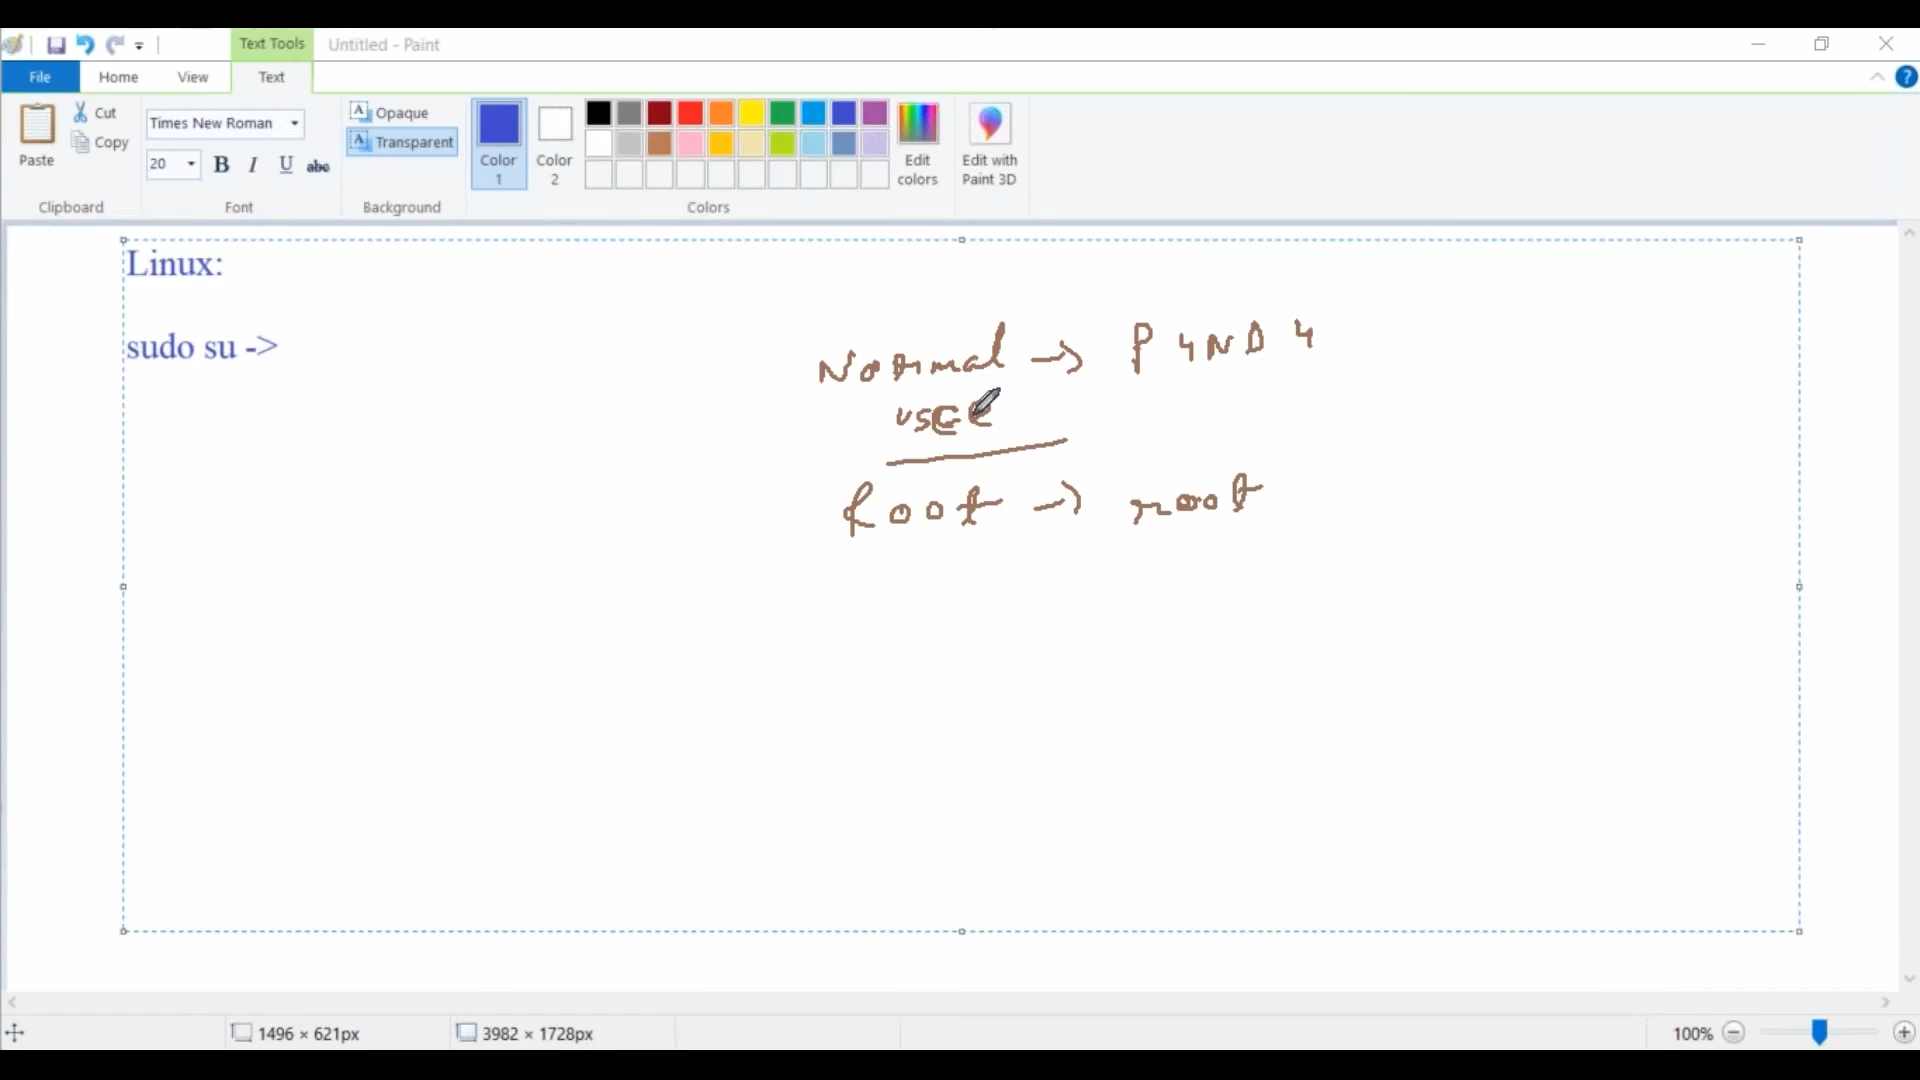 Text Tools Untitled - Paint
File Home View Text
Paste Cut Copy Times New Roman 20 B I U abc Opaque Transparent Color 1 Color 2 Edit colors Edit with Paint 3D
Clipboard Font Background Colors
Linux:
sudo su ->
Normal -> P4ND4
USER
Root -> root
1496 × 621px 3982 × 1728px 100%